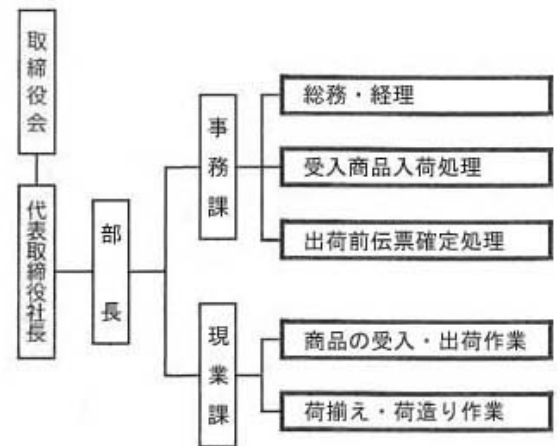 取締役会
代表取締役社長
部長
事務課
総務・経理
受入商品入荷処理
出荷前伝票確定処理
現業課
商品の受入・出荷作業
荷揃え・荷造り作業